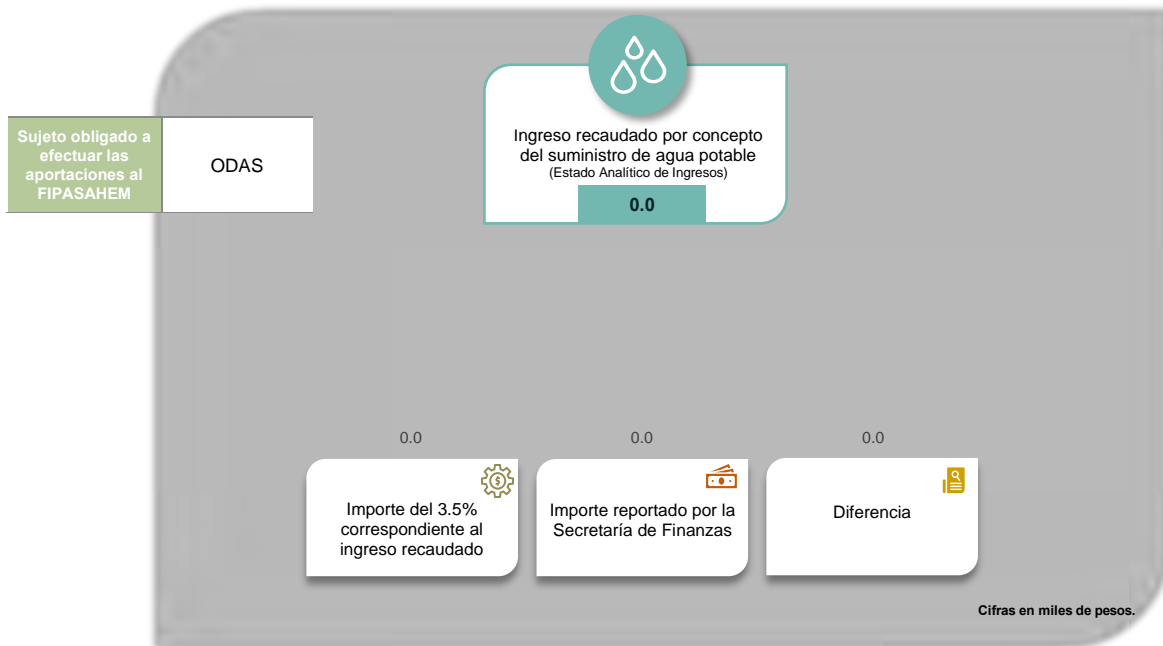 Sujeto obligado a
efectuar las
aportaciones al
FIPASAHEM
ODAS
Ingreso recaudado por concepto
del suministro de agua potable
(Estado Analítico de Ingresos)
0.0
0.0
0.0
0.0
Importe del 3.5%
correspondiente al
ingreso recaudado
Importe reportado por la
Secretaría de Finanzas
Diferencia
Cifras en miles de pesos.